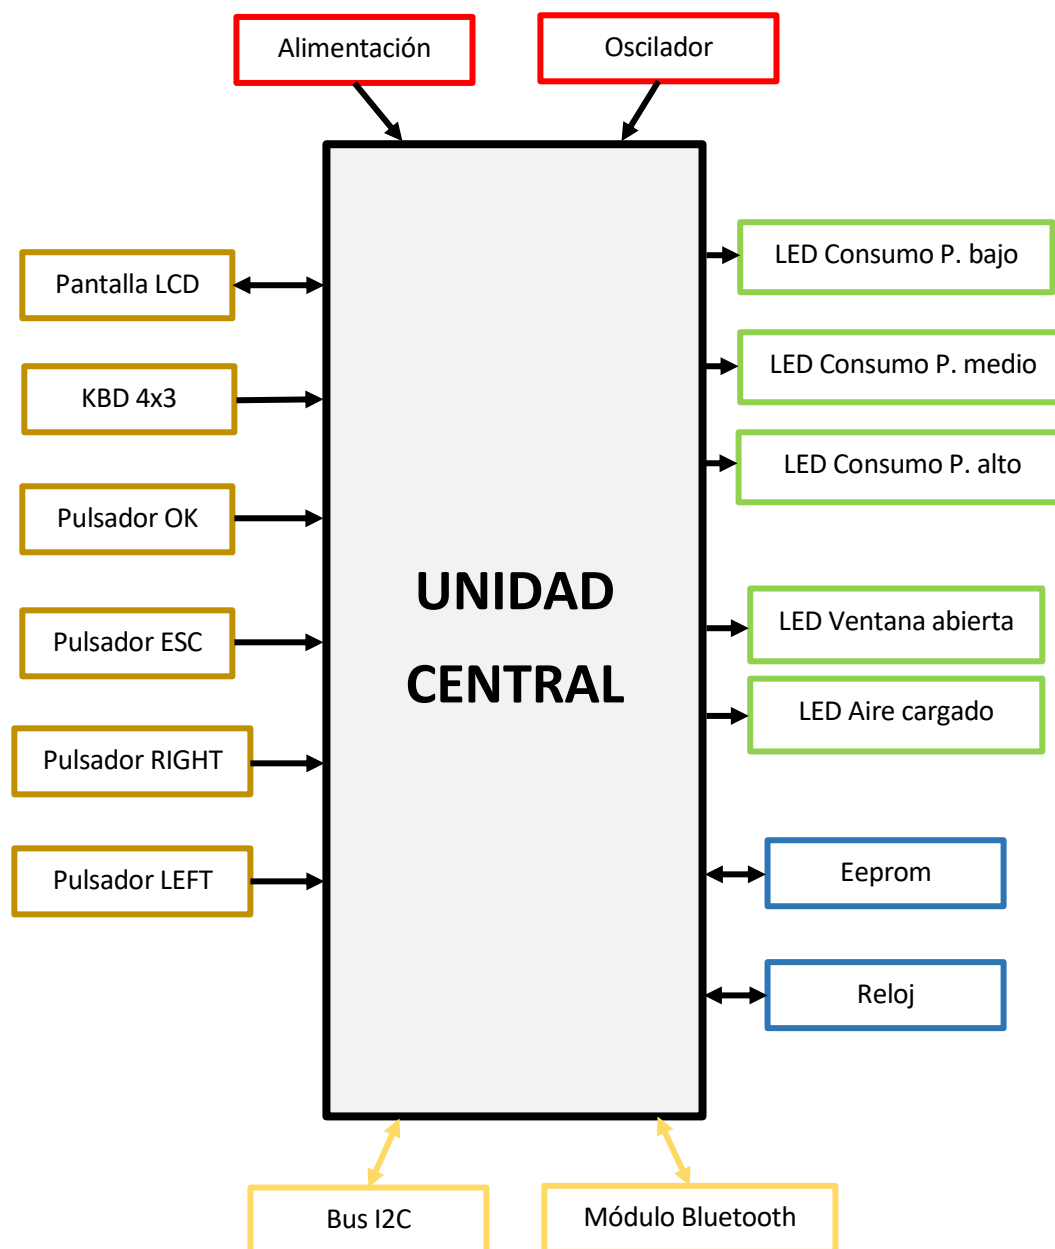 Alimentación
Oscilador
Pantalla LCD
KBD 4x3
Pulsador OK
Pulsador ESC
Pulsador RIGHT
Pulsador LEFT
UNIDAD
CENTRAL
LED Consumo P. bajo
LED Consumo P. medio
LED Consumo P. alto
LED Ventana abierta
LED Aire cargado
Eeprom
Reloj
Bus I2C
Módulo Bluetooth